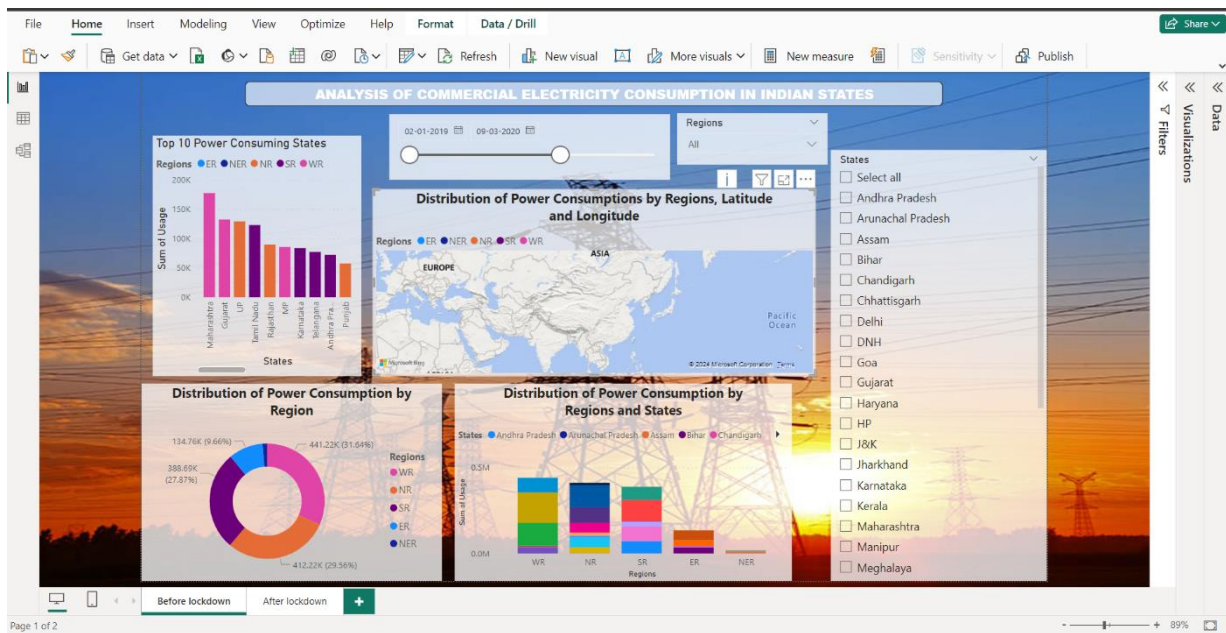 File Home Insert Modeling View Optimize Help Format Data / Drill Share
Get data Refresh New visual More visuals New measure Sensitivity Publish
ANALYSIS OF COMMERCIAL ELECTRICITY CONSUMPTION IN INDIAN STATES
02-01-2019 09-03-2020
Regions
All
Filters
Visualizations
Data
Top 10 Power Consuming States
Regions ER NER NR SR WR
200K
150K
100K
50K
0K
Sum of Usage
Maharashtra
Gujarat
UP
Tamil Nadu
Rajasthan
MP
Karnataka
Telangana
Andhra Pra...
Punjab
States
Distribution of Power Consumptions by Regions, Latitude
and Longitude
Regions ER NER NR SR WR
ASIA
EUROPE
Pacific
Ocean
Microsoft Bing
© 2024 Microsoft Corporation Terms
States
Select all
Andhra Pradesh
Arunachal Pradesh
Assam
Bihar
Chandigarh
Chhattisgarh
Delhi
DNH
Goa
Gujarat
Haryana
HP
J&K
Jharkhand
Karnataka
Kerala
Maharashtra
Manipur
Meghalaya
Distribution of Power Consumption by
Region
134.76K (9.66%)
441.22K (31.64%)
388.69K
(27.87%)
412.22K (29.56%)
Regions
WR
NR
SR
ER
NER
Distribution of Power Consumption by
Regions and States
States Andhra Pradesh Arunachal Pradesh Assam Bihar Chandigarh
0.5M
0.0M
Sum of Usage
WR NR SR ER NER
Regions
Before lockdown After lockdown
Page 1 of 2
89%